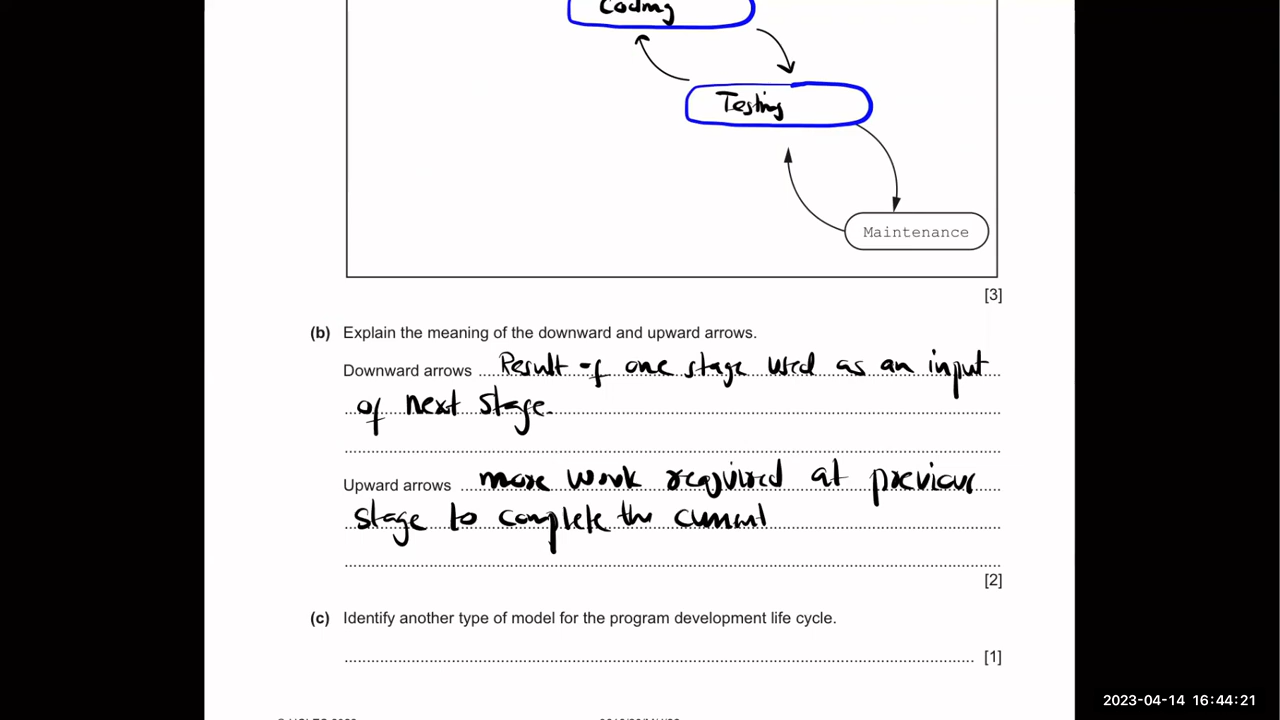 Coding
Testing
Maintenance
[3]
(b) Explain the meaning of the downward and upward arrows.
Downward arrows Result of one stage used as an input
of next stage.
Upward arrows more work required at previous
stage to complete the current
[2]
(c) Identify another type of model for the program development life cycle.
[1]
2023-04-14 16:44:21